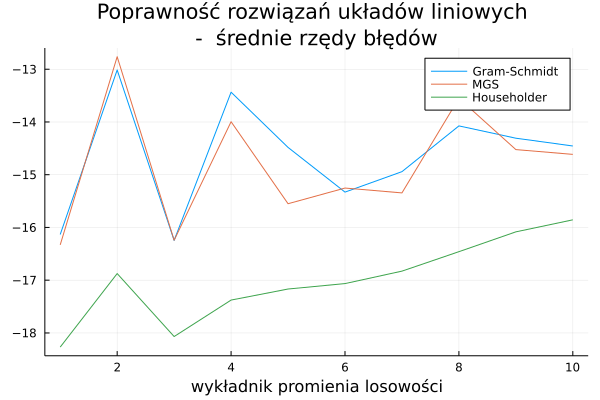 Poprawność rozwiązań układów liniowych
- średnie rzędy błędów
-13
Gram-Schmidt
MGS
Householder
-14
-15
-16
-17
-18
2
4
6
8
10
wykładnik promienia losowości